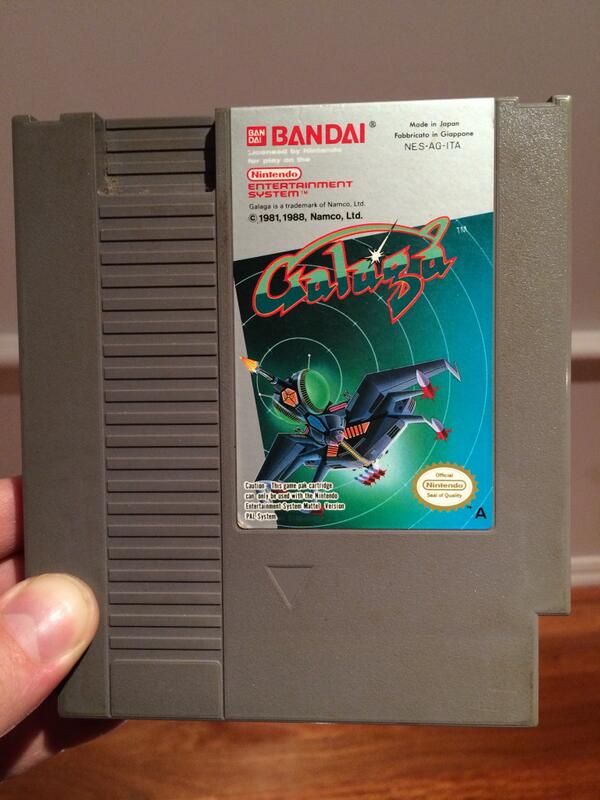 BAN
DAI
BANDAI®
Licensed by Nintendo
for play on the
Nintendo
ENTERTAINMENT
SYSTEM™
Galaga is a trademark of Namco, Ltd.
©1981,1988, Namco, Ltd.
Made in Japan
Fabbricato in Giappone
NES-AG-ITA
Galaga™
Caution: This game pak cartridge
can only be used with the Nintendo
Entertainment System Mattel Version
PAL-System
Official
Nintendo
Seal of Quality
™
A